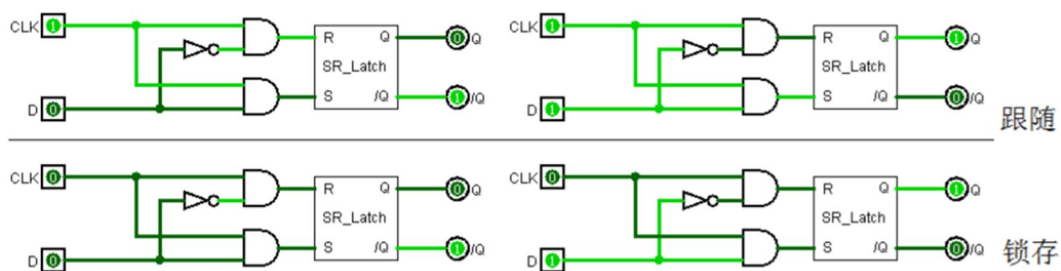 CLK 1 R Q 0 Q CLK 1 R Q 1 Q
SR_Latch SR_Latch
D 0 S /Q 1 /Q D 1 S /Q 0 /Q
跟随
CLK 0 R Q 0 Q CLK 0 R Q 1 Q
SR_Latch SR_Latch
D 0 S /Q 1 /Q D 1 S /Q 0 /Q
锁存